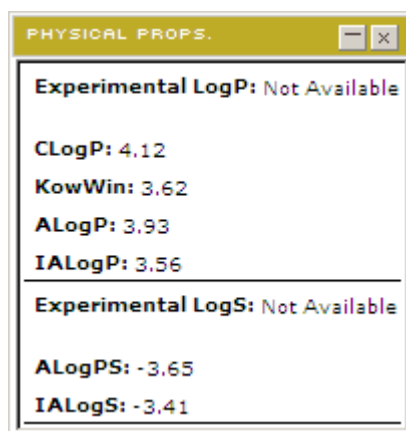 PHYSICAL PROPS.
Experimental LogP: Not Available
CLogP: 4.12
KowWin: 3.62
ALogP: 3.93
IALogP: 3.56
Experimental LogS: Not Available
ALogPS: -3.65
IALogS: -3.41